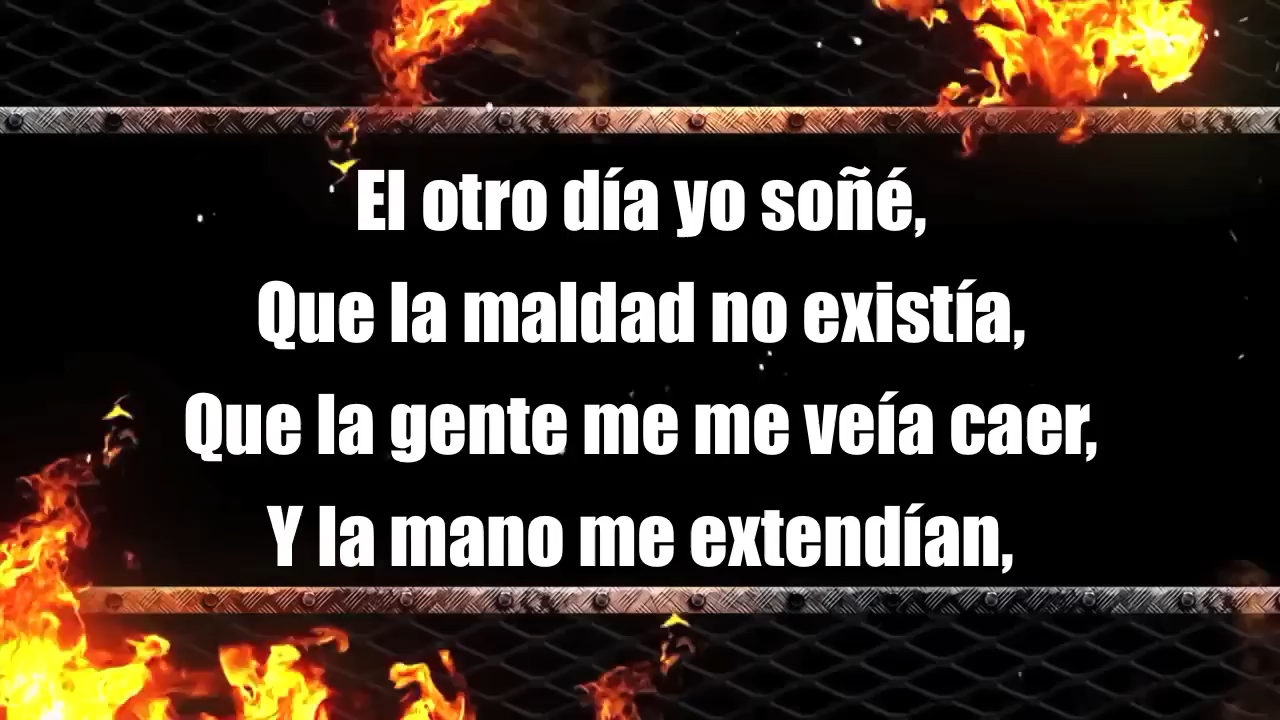 El otro día yo soñé,
Que la maldad no existía,
Que la gente me me veía caer,
Y la mano me extendían,